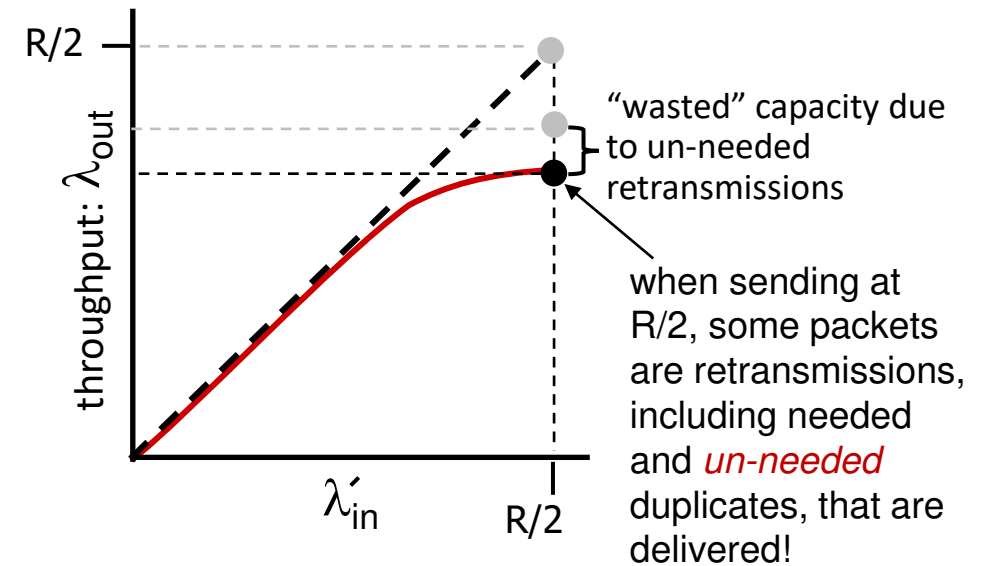 R/2
throughput: λout
“wasted” capacity due
to un-needed
retransmissions
when sending at
R/2, some packets
are retransmissions,
including needed
and un-needed
duplicates, that are
delivered!
λ′in
R/2